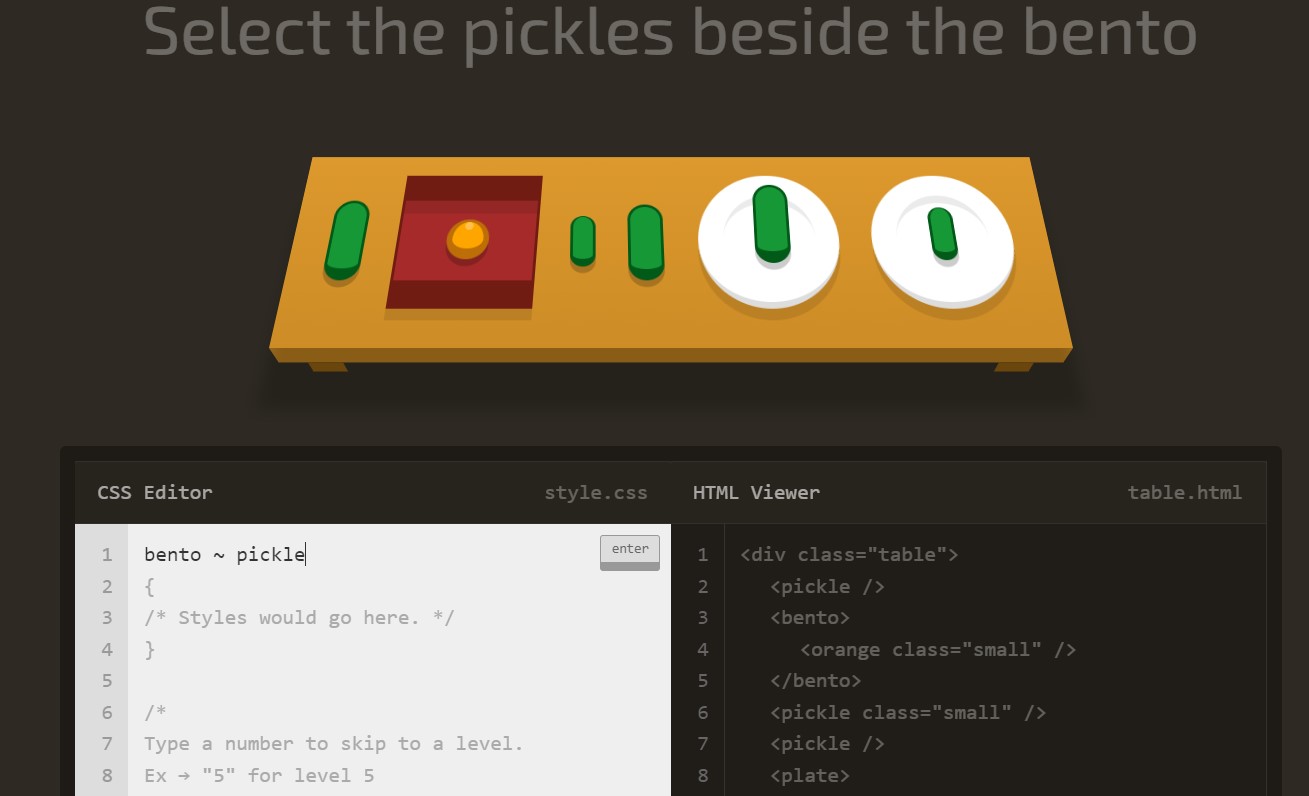 Select the pickles beside the bento
CSS Editor style.css
HTML Viewer table.html
1 bento ~ pickle enter
2 {
3 /* Styles would go here. */
4 }
5
6 /*
7 Type a number to skip to a level.
8 Ex → "5" for level 5
1 <div class="table">
2 <pickle />
3 <bento>
4 <orange class="small" />
5 </bento>
6 <pickle class="small" />
7 <pickle />
8 <plate>